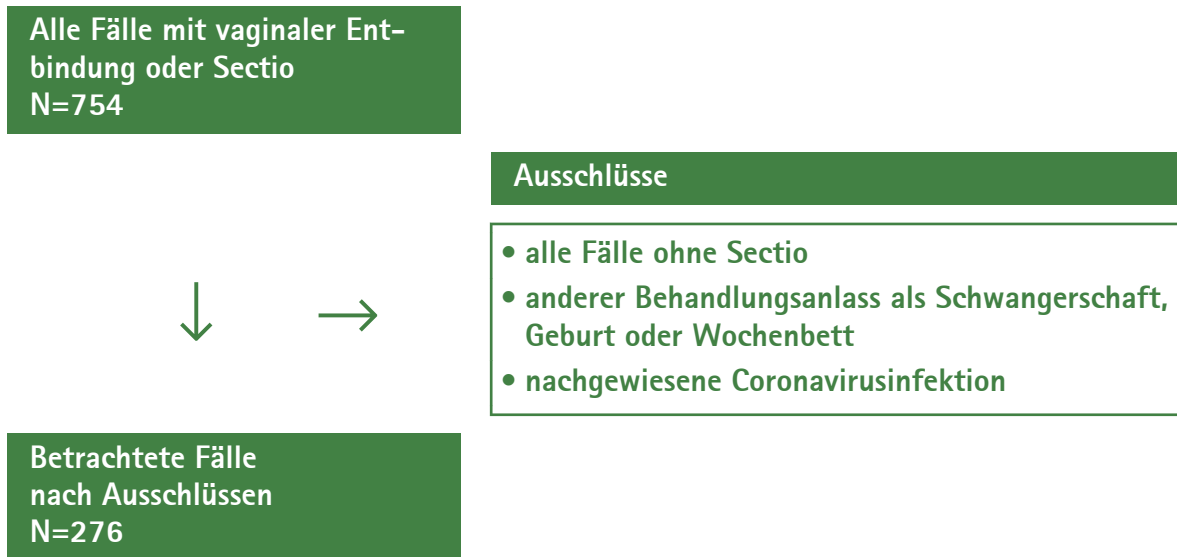 Alle Fälle mit vaginaler Ent-
bindung oder Sectio
N=754
Ausschlüsse
• alle Fälle ohne Sectio
• anderer Behandlungsanlass als Schwangerschaft,
Geburt oder Wochenbett
• nachgewiesene Coronavirusinfektion
Betrachtete Fälle
nach Ausschlüssen
N=276